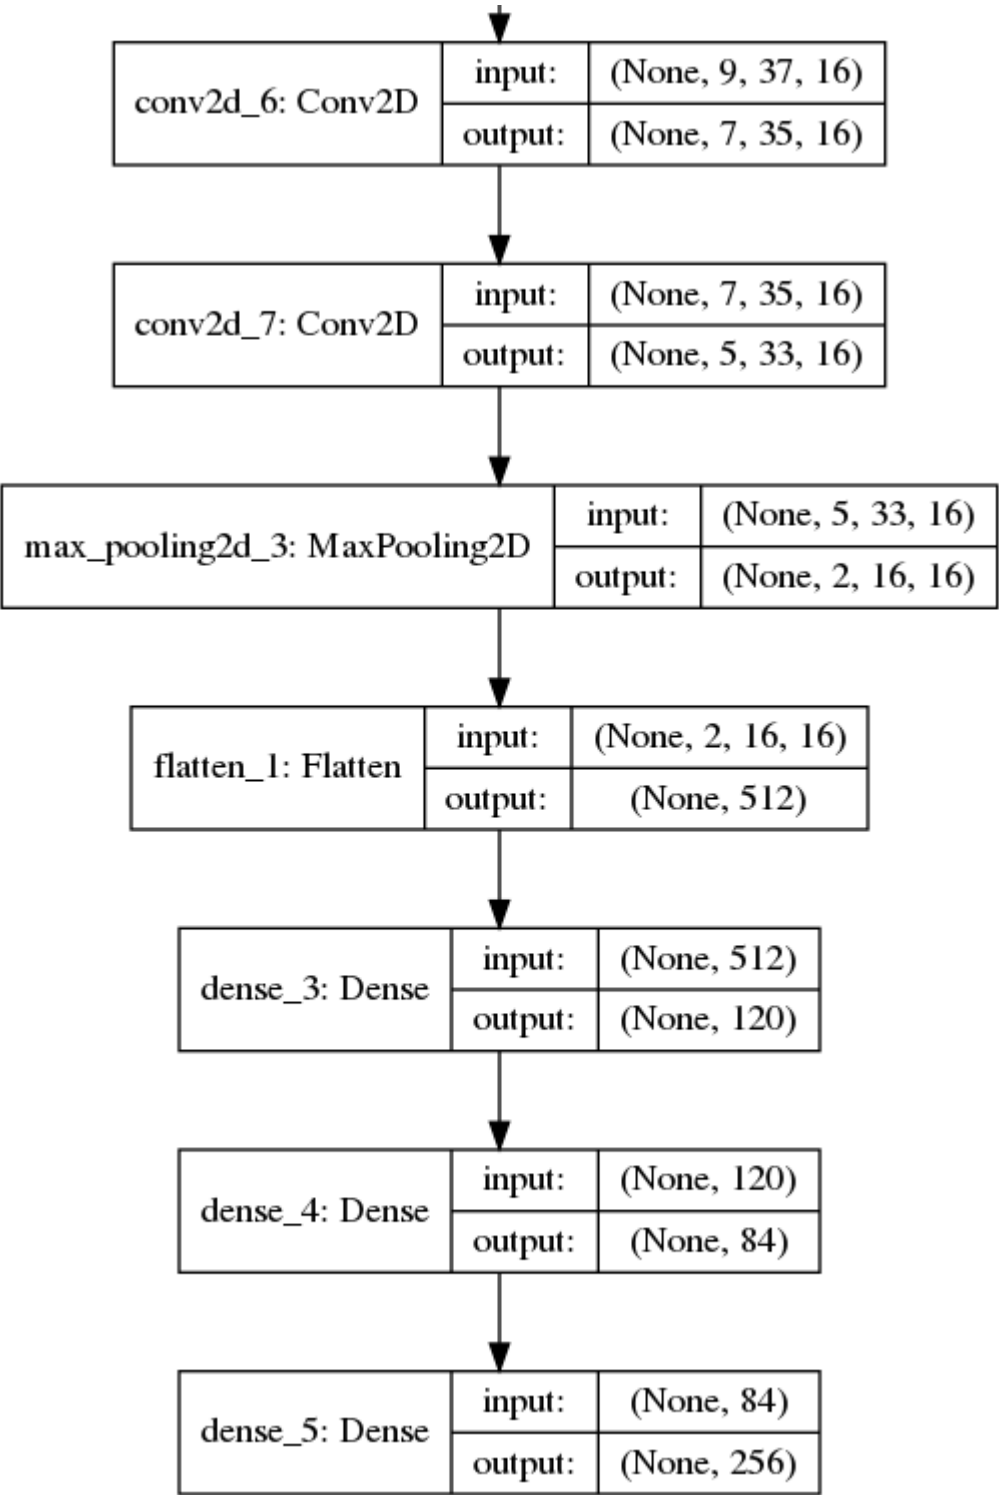 conv2d_6: Conv2D
input: (None, 9, 37, 16)
output: (None, 7, 35, 16)
conv2d_7: Conv2D
input: (None, 7, 35, 16)
output: (None, 5, 33, 16)
max_pooling2d_3: MaxPooling2D
input: (None, 5, 33, 16)
output: (None, 2, 16, 16)
flatten_1: Flatten
input: (None, 2, 16, 16)
output: (None, 512)
dense_3: Dense
input: (None, 512)
output: (None, 120)
dense_4: Dense
input: (None, 120)
output: (None, 84)
dense_5: Dense
input: (None, 84)
output: (None, 256)